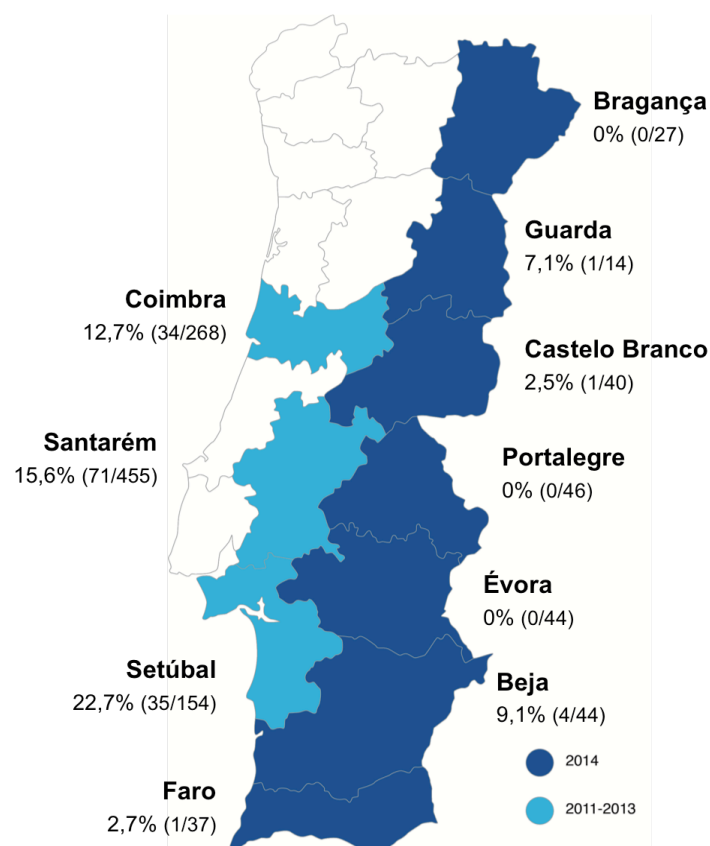 Bragança
0% (0/27)
Guarda
7,1% (1/14)
Coimbra
12,7% (34/268)
Castelo Branco
2,5% (1/40)
Santarém
15,6% (71/455)
Portalegre
0% (0/46)
Évora
0% (0/44)
Setúbal
22,7% (35/154)
Beja
9,1% (4/44)
2014
Faro
2,7% (1/37)
2011-2013